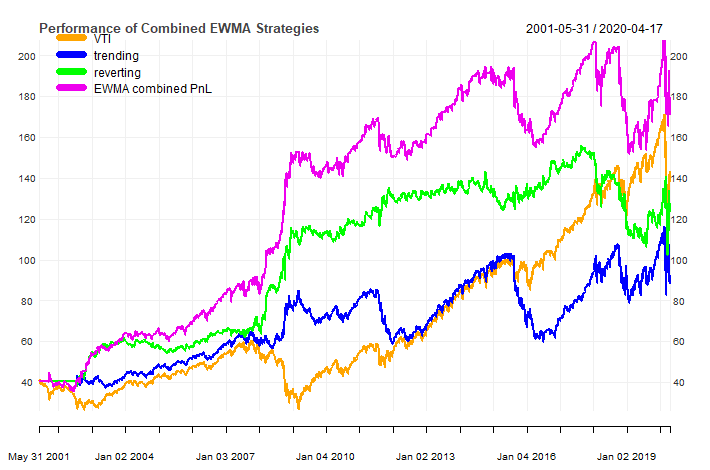 Performance of Combined EWMA Strategies 2001-05-31 / 2020-04-17
VTI
trending
reverting
EWMA combined PnL
200 200
180 180
160 160
140 140
120 120
100 100
80 80
60 60
40 40
May 31 2001 Jan 02 2004 Jan 03 2007 Jan 04 2010 Jan 02 2013 Jan 04 2016 Jan 02 2019